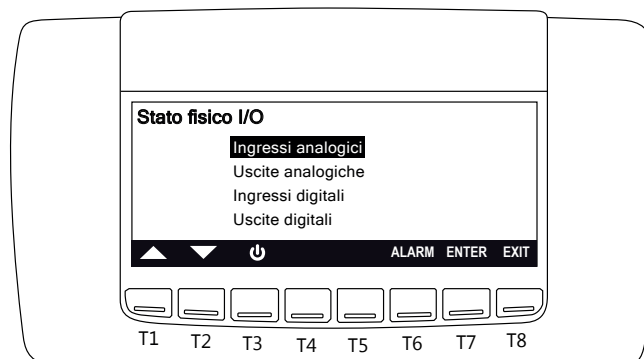 Stato fisico I/O
Ingressi analogici
Uscite analogiche
Ingressi digitali
Uscite digitali
ALARM ENTER EXIT
T1 T2 T3 T4 T5 T6 T7 T8